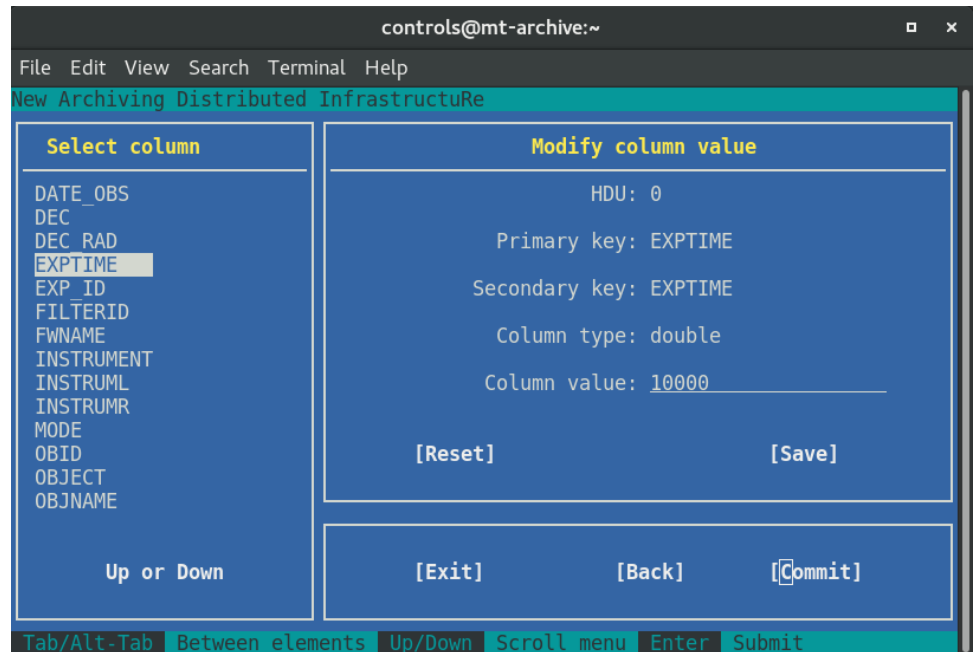 controls@mt-archive:~
File Edit View Search Terminal Help
New Archiving Distributed InfrastructuRe
Select column
DATE_OBS
DEC
DEC_RAD
EXPTIME
EXP_ID
FILTERID
FWNAME
INSTRUMENT
INSTRUML
INSTRUMR
MODE
OBID
OBJECT
OBJNAME
Up or Down
Modify column value
HDU: 0
Primary key: EXPTIME
Secondary key: EXPTIME
Column type: double
Column value: 10000
[Reset] [Save]
[Exit] [Back] [Commit]
Tab/Alt-Tab Between elements Up/Down Scroll menu Enter Submit